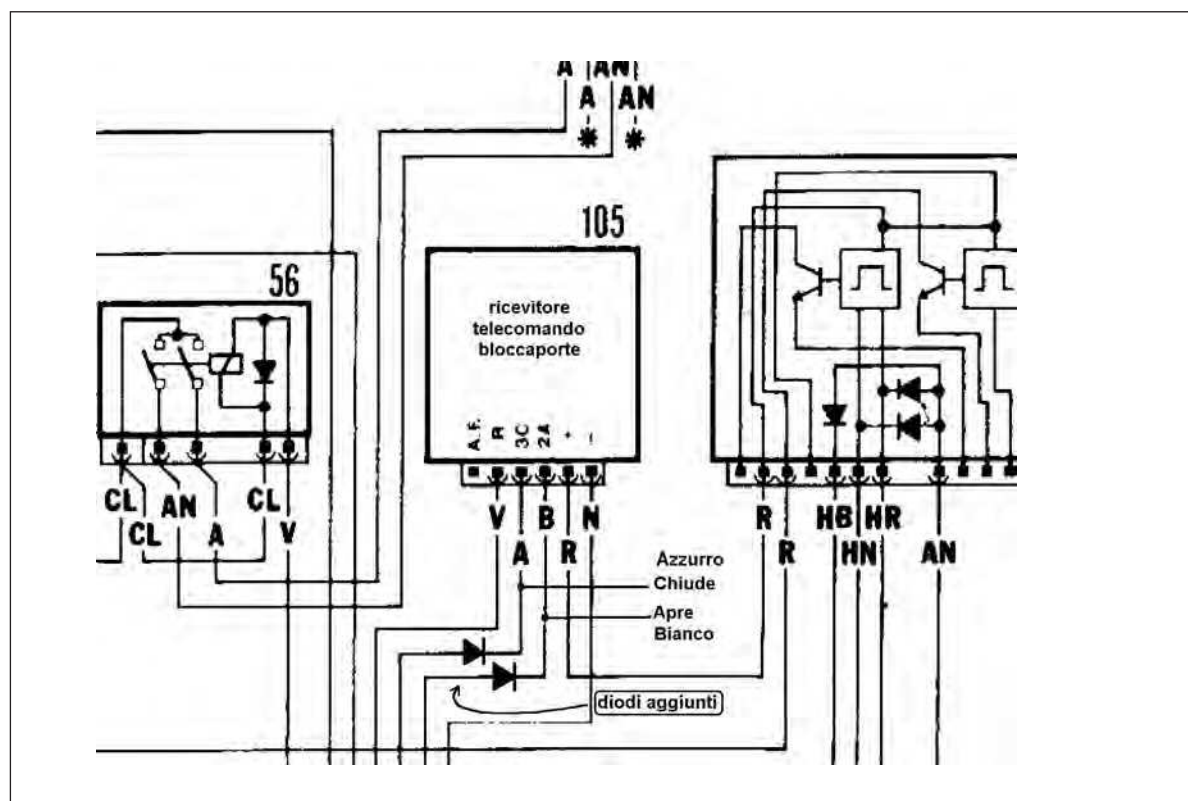 A AN
A AN
* *
105
56
ricevitore
telecomando
bloccaporte
A.F.
R
3C
2A
+
-
CL
CL
AN
A
CL
V
V
A
B
R
N
R
R
HB
HN
HR
AN
Azzurro
Chiude
Apre
Bianco
diodi aggiunti